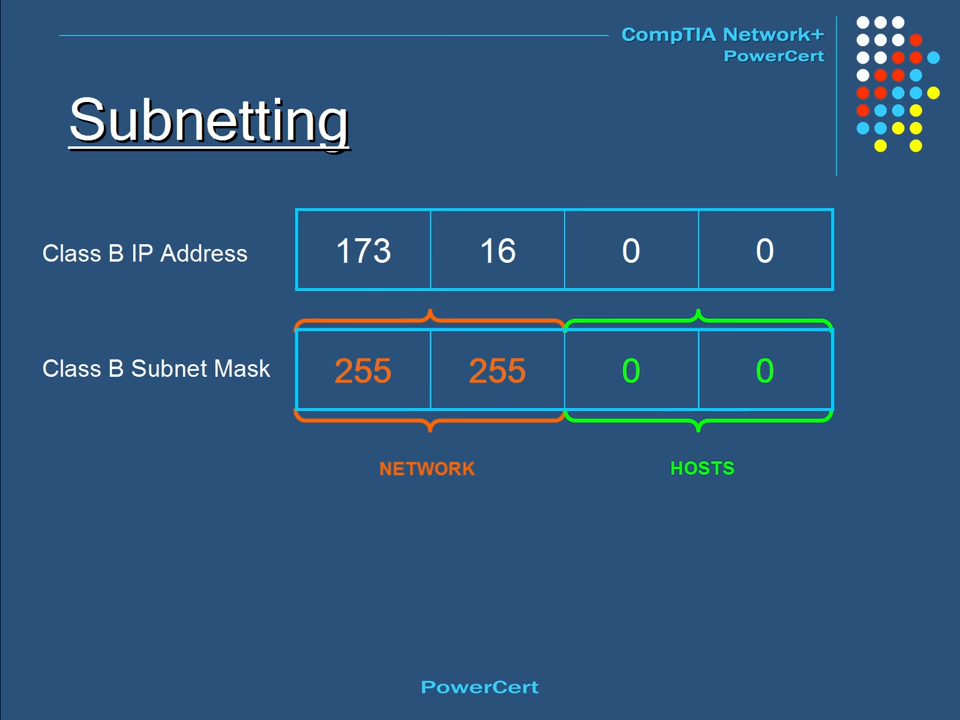 CompTIA Network+
PowerCert
Subnetting
Class B IP Address 173 16 0 0
Class B Subnet Mask 255 255 0 0
NETWORK HOSTS
PowerCert